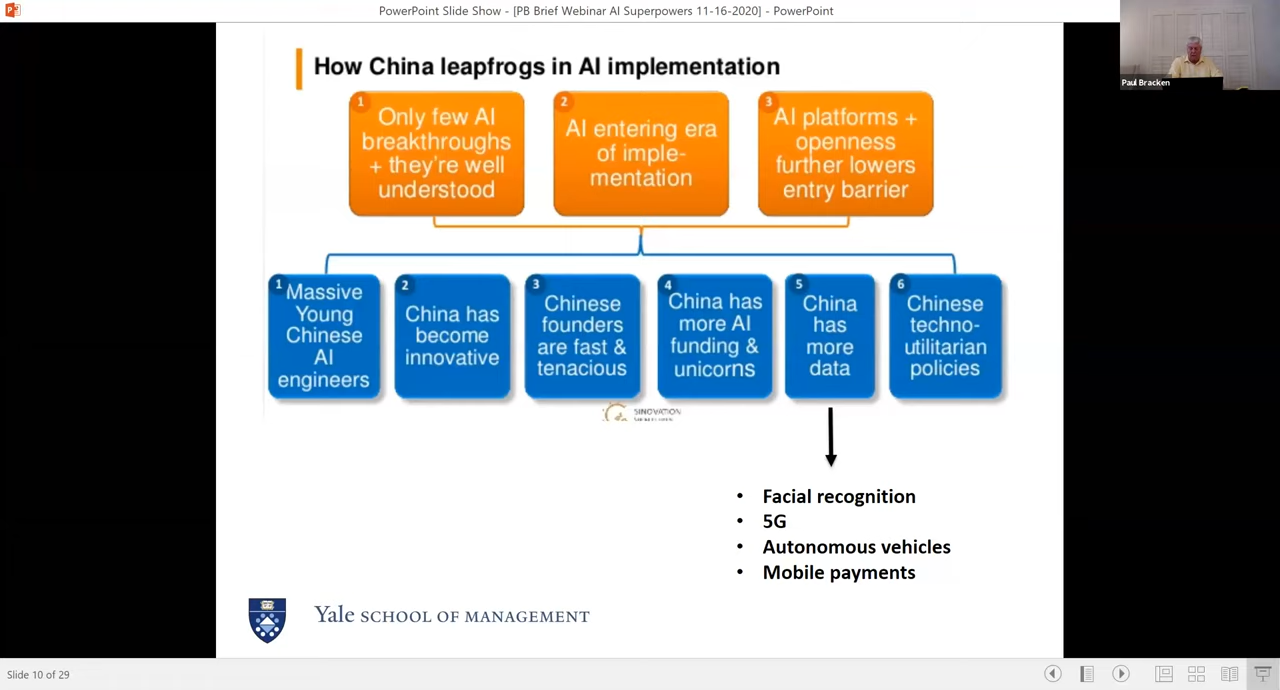 PowerPoint Slide Show - [PB Brief Webinar AI Superpowers 11-16-2020] - PowerPoint
Paul Bracken
How China leapfrogs in AI implementation
1
Only few AI
breakthroughs
+ they're well
understood
2
AI entering era
of imple-
mentation
3
AI platforms +
openness
further lowers
entry barrier
1
Massive
Young
Chinese
AI
engineers
2
China has
become
innovative
3
Chinese
founders
are fast &
tenacious
4
China has
more AI
funding &
unicorns
5
China
has
more
data
6
Chinese
techno-
utilitarian
policies
SINOVATION
• Facial recognition
• 5G
• Autonomous vehicles
• Mobile payments
Yale SCHOOL OF MANAGEMENT
Slide 10 of 29